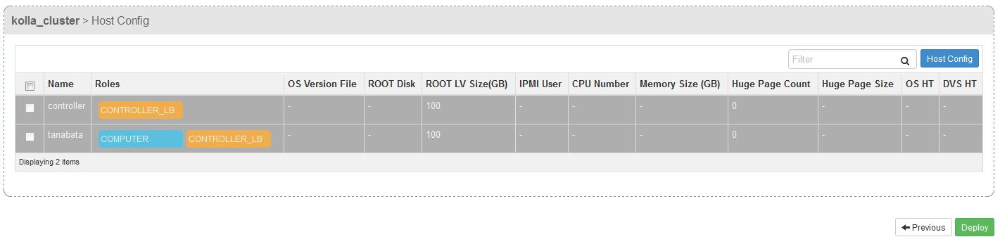 kolla_cluster > Host Config
Filter Host Config
Name Roles OS Version File ROOT Disk ROOT LV Size(GB) IPMI User CPU Number Memory Size (GB) Huge Page Count Huge Page Size OS HT DVS HT
controller CONTROLLER_LB - - 100 - - - 0 - - -
tanabata COMPUTER CONTROLLER_LB - - 100 - - - 0 - - -
Displaying 2 items
Previous Deploy